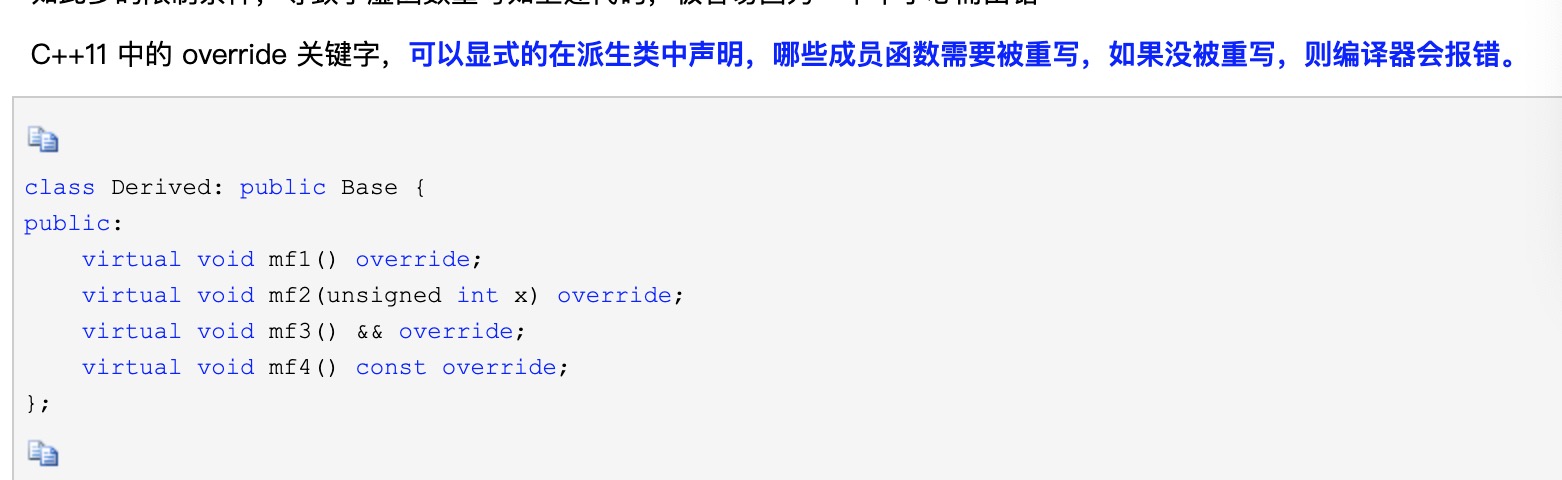 C++11 中的 override 关键字，可以显式的在派生类中声明，哪些成员函数需要被重写，如果没被重写，则编译器会报错。
class Derived: public Base {
public:
    virtual void mf1() override;
    virtual void mf2(unsigned int x) override;
    virtual void mf3() && override;
    virtual void mf4() const override;
};